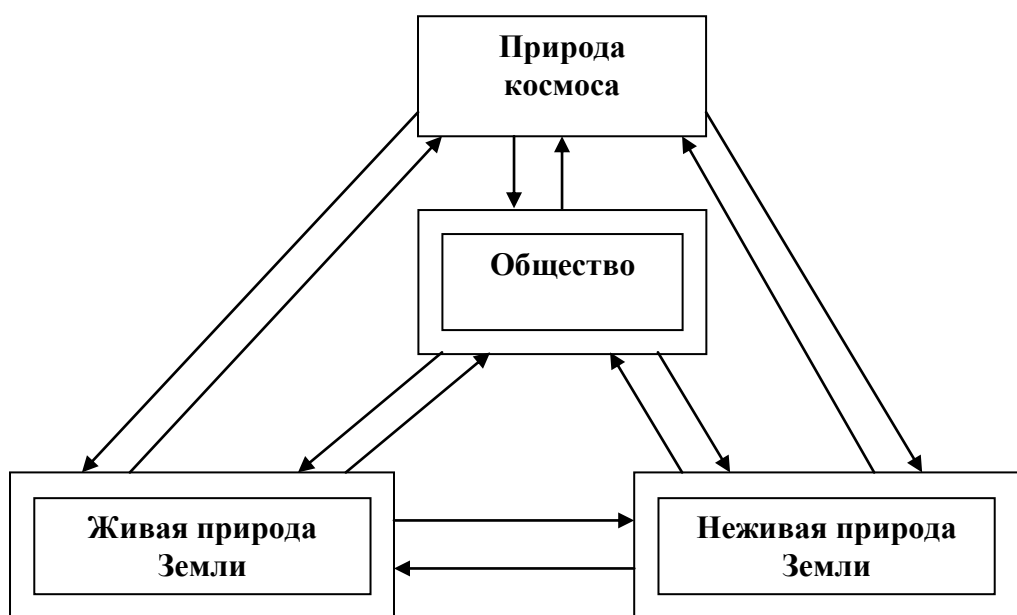 Природа
космоса
Общество
Живая природа
Земли
Неживая природа
Земли